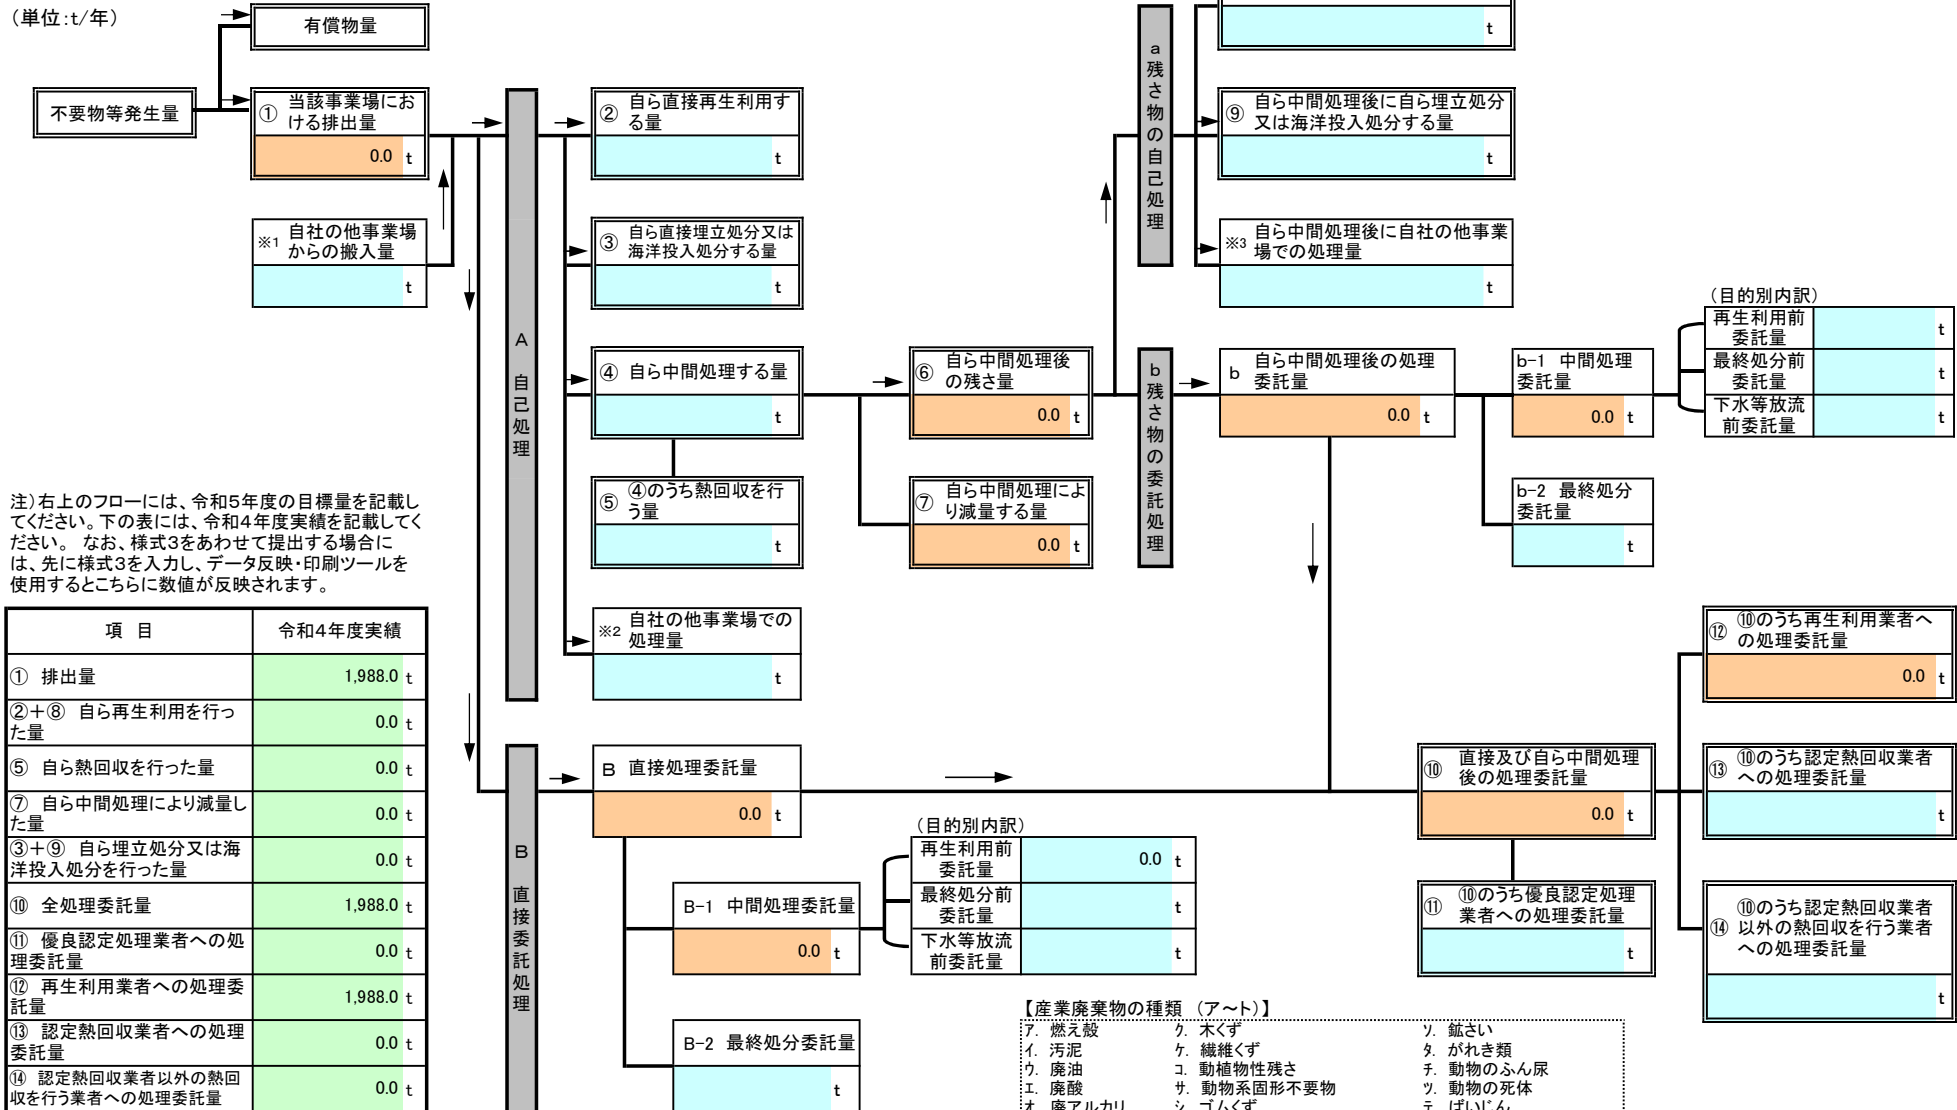 （単位：t/年）
有償物量
不要物等発生量
① 当該事業場にお
ける排出量
0.0 t
※1 自社の他事業場
からの搬入量
t
A 自己処理
② 自ら直接再生利用す
る量
t
③ 自ら直接埋立処分又は
海洋投入処分する量
t
④ 自ら中間処理する量
t
⑤ ④のうち熱回収を行
う量
t
※2 自社の他事業場での
処理量
t
⑥ 自ら中間処理後
の残さ量
0.0 t
⑦ 自ら中間処理によ
り減量する量
0.0 t
a 残さ物の自己処理
t
⑨ 自ら中間処理後に自ら埋立処分
又は海洋投入処分する量
t
※3 自ら中間処理後に自社の他事業
場での処理量
t
b 残さ物の委託処理
b 自ら中間処理後の処理
委託量
0.0 t
b-1 中間処理
委託量
0.0 t
（目的別内訳）
再生利用前
委託量
t
最終処分前
委託量
t
下水等放流
前委託量
t
b-2 最終処分
委託量
t
注）右上のフローには、令和５年度の目標量を記載し
てください。下の表には、令和４年度実績を記載してく
ださい。 なお、様式３をあわせて提出する場合に
は、先に様式３を入力し、データ反映・印刷ツールを
使用するとこちらに数値が反映されます。
項 目 令和４年度実績
① 排出量 1,988.0 t
②＋⑧ 自ら再生利用を行っ
た量 0.0 t
⑤ 自ら熱回収を行った量 0.0 t
⑦ 自ら中間処理により減量し
た量 0.0 t
③＋⑨ 自ら埋立処分又は海
洋投入処分を行った量 0.0 t
⑩ 全処理委託量 1,988.0 t
⑪ 優良認定処理業者への処
理委託量 0.0 t
⑫ 再生利用業者への処理委
託量 1,988.0 t
⑬ 認定熱回収業者への処理
委託量 0.0 t
⑭ 認定熱回収業者以外の熱回
収を行う業者への処理委託量 0.0 t
B 直接委託処理
B 直接処理委託量
0.0 t
B-1 中間処理委託量
0.0 t
（目的別内訳）
再生利用前
委託量
0.0 t
最終処分前
委託量
t
下水等放流
前委託量
t
B-2 最終処分委託量
t
⑩ 直接及び自ら中間処理
後の処理委託量
0.0 t
⑪ ⑩のうち優良認定処理
業者への処理委託量
t
⑫ ⑩のうち再生利用業者へ
の処理委託量
0.0 t
⑬ ⑩のうち認定熱回収業者
への処理委託量
t
⑭ ⑩のうち認定熱回収業者
以外の熱回収を行う業者
への処理委託量
t
【産業廃棄物の種類 （ア～ト）】
ア. 燃え殻 ク. 木くず ソ. 鉱さい
イ. 汚泥 ケ. 繊維くず タ. がれき類
ウ. 廃油 コ. 動植物性残さ チ. 動物のふん尿
エ. 廃酸 サ. 動物系固形不要物 ツ. 動物の死体
オ. 廃アルカリ シ. ゴムくず テ. ばいじん